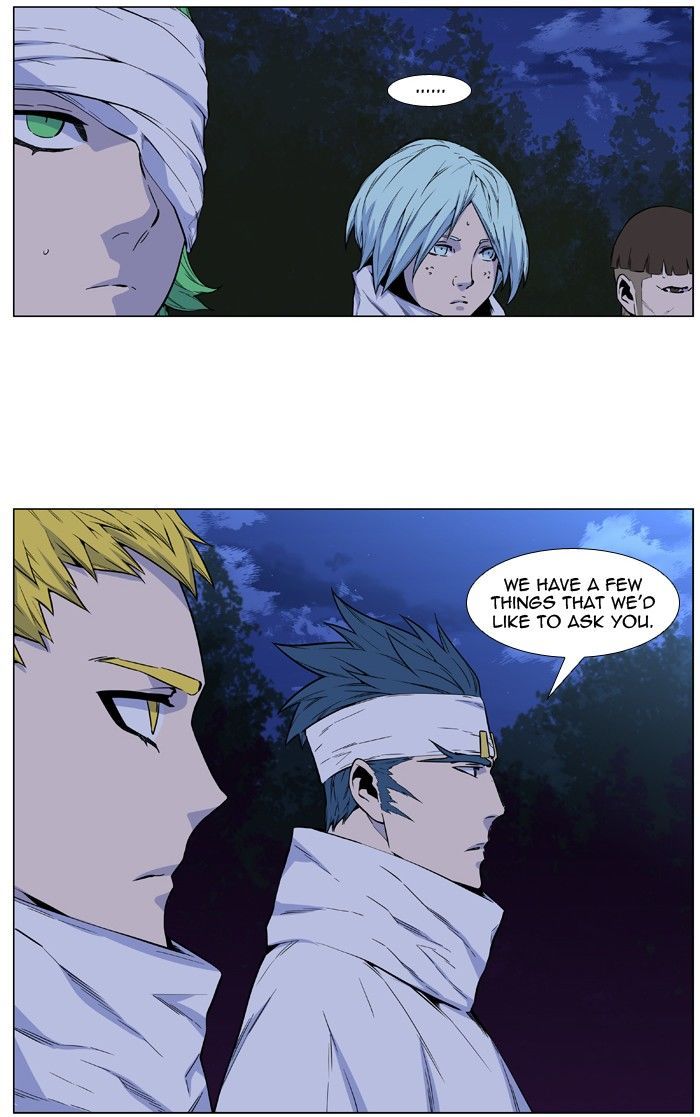 ......
WE HAVE A FEW
THINGS THAT WE'D
LIKE TO ASK YOU.